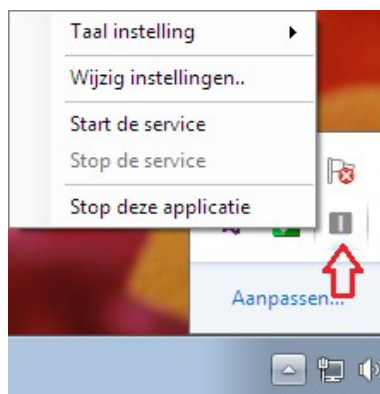 Taal instelling
Wijzig instellingen..
Start de service
Stop de service
Stop deze applicatie
Aanpassen...